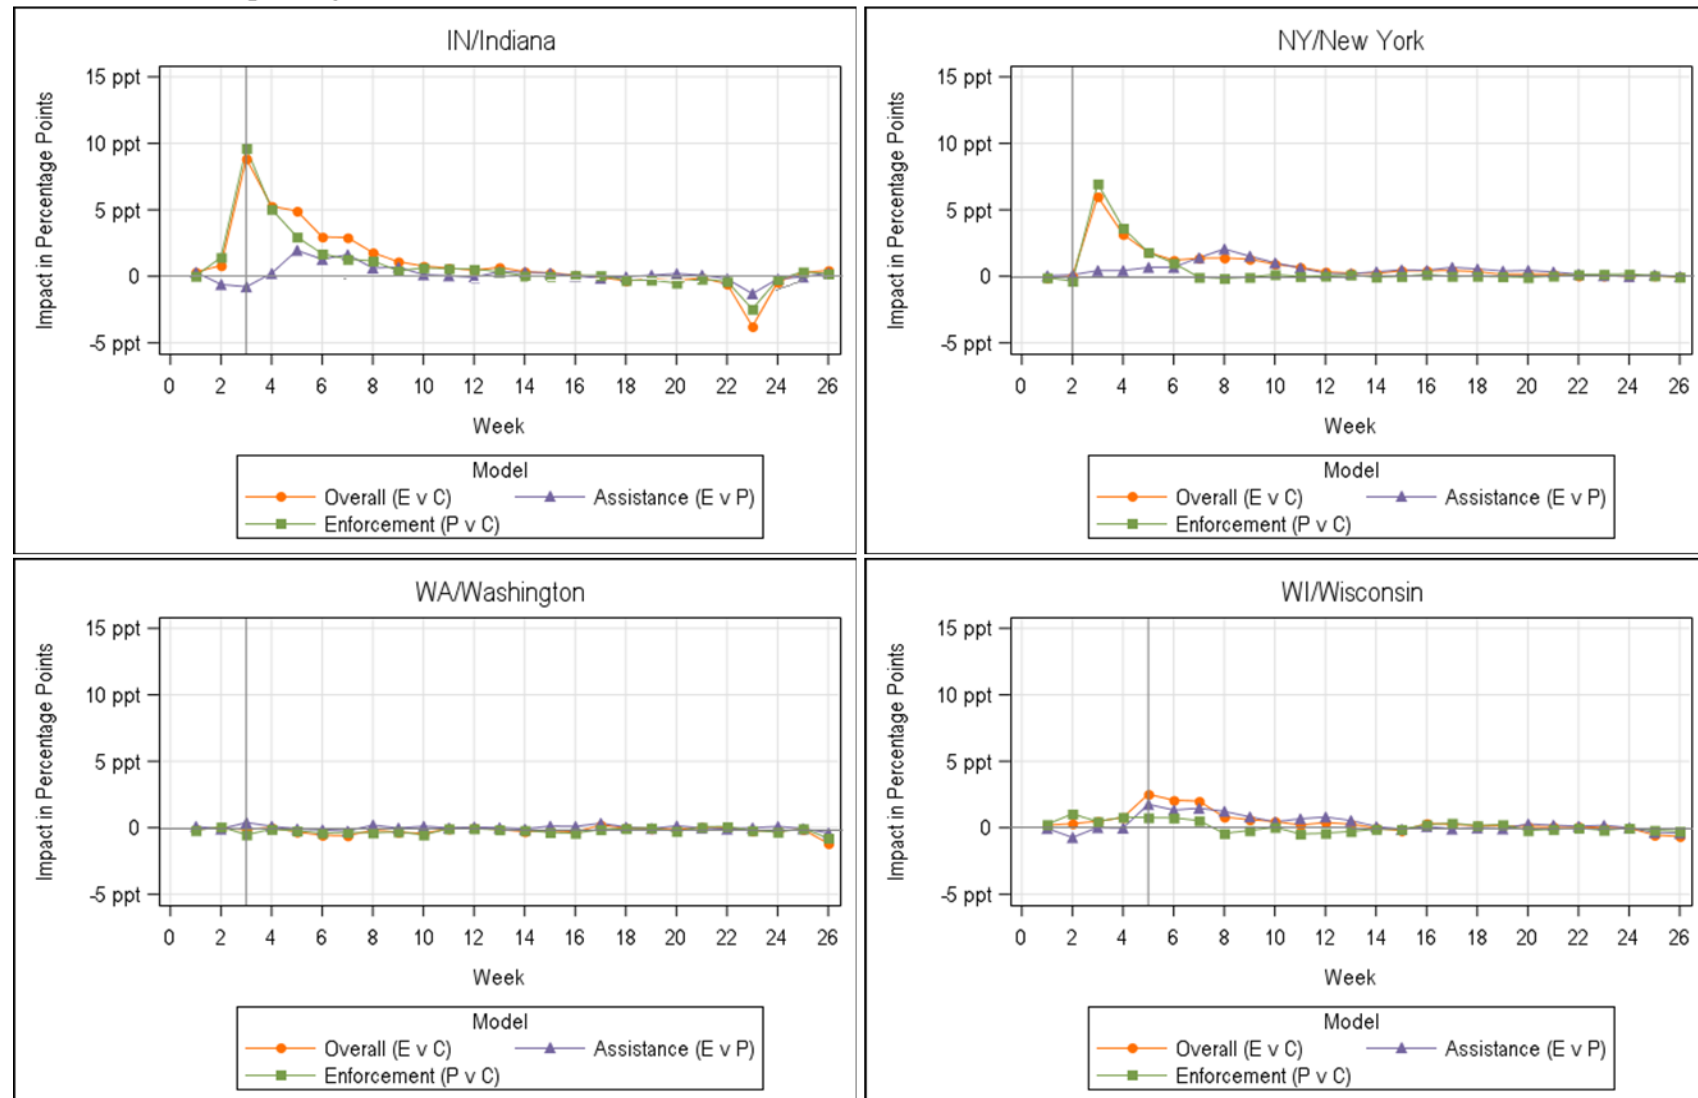 IN/Indiana
15 ppt
10 ppt
5 ppt
0
-5 ppt
Impact in Percentage Points
0 2 4 6 8 10 12 14 16 18 20 22 24 26
Week
Model
Overall (E v C) Assistance (E v P)
Enforcement (P v C)
NY/New York
15 ppt
10 ppt
5 ppt
0
-5 ppt
Impact in Percentage Points
0 2 4 6 8 10 12 14 16 18 20 22 24 26
Week
Model
Overall (E v C) Assistance (E v P)
Enforcement (P v C)
WA/Washington
15 ppt
10 ppt
5 ppt
0
-5 ppt
Impact in Percentage Points
0 2 4 6 8 10 12 14 16 18 20 22 24 26
Week
Model
Overall (E v C) Assistance (E v P)
Enforcement (P v C)
WI/Wisconsin
15 ppt
10 ppt
5 ppt
0
-5 ppt
Impact in Percentage Points
0 2 4 6 8 10 12 14 16 18 20 22 24 26
Week
Model
Overall (E v C) Assistance (E v P)
Enforcement (P v C)